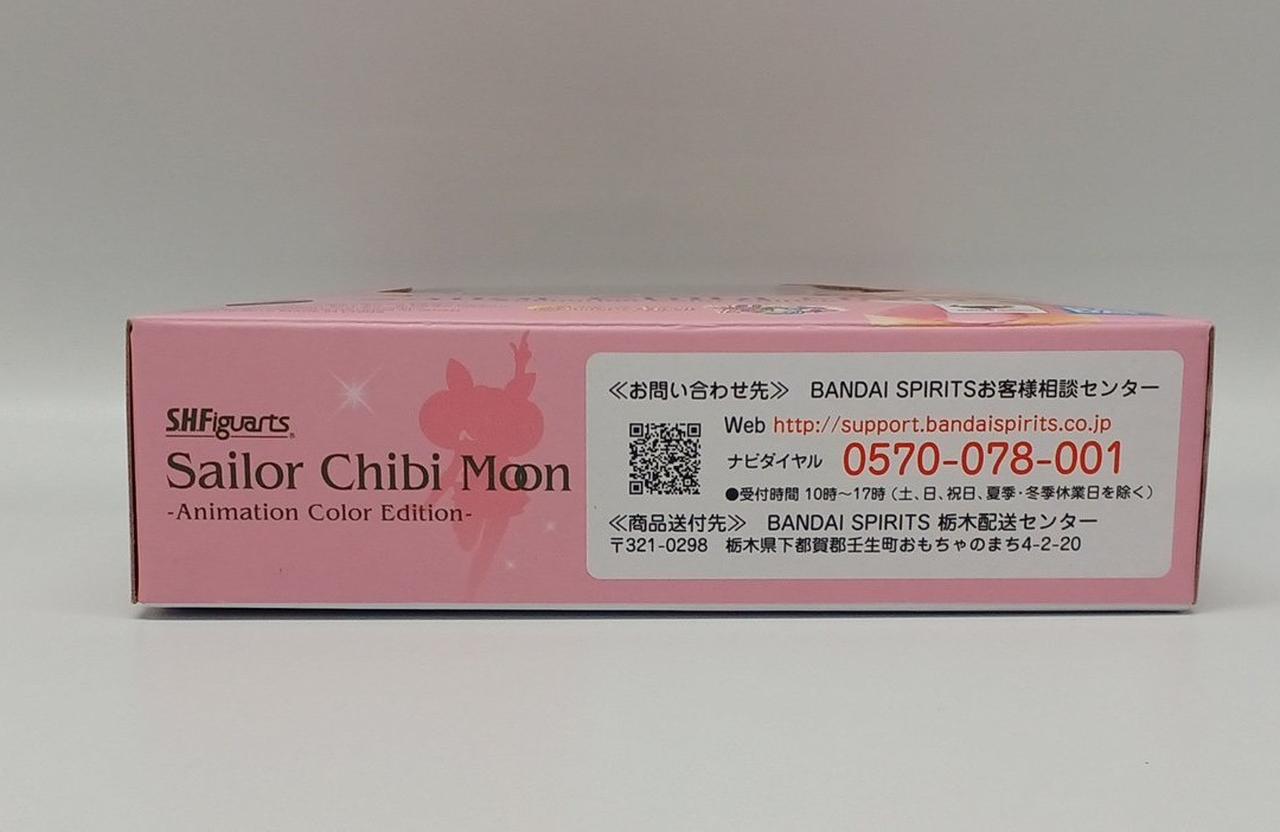 S.H.Figuarts
Sailor Chibi Moon
-Animation Color Edition-
≪お問い合わせ先≫ BANDAI SPIRITSお客様相談センター
Web http://support.bandaispirits.co.jp
ナビダイヤル 0570-078-001
●受付時間 10時~17時(土、日、祝日、夏季・冬季休業日を除く)
≪商品送付先≫ BANDAI SPIRITS 栃木配送センター
〒321-0298 栃木県下都賀郡壬生町おもちゃのまち4-2-20